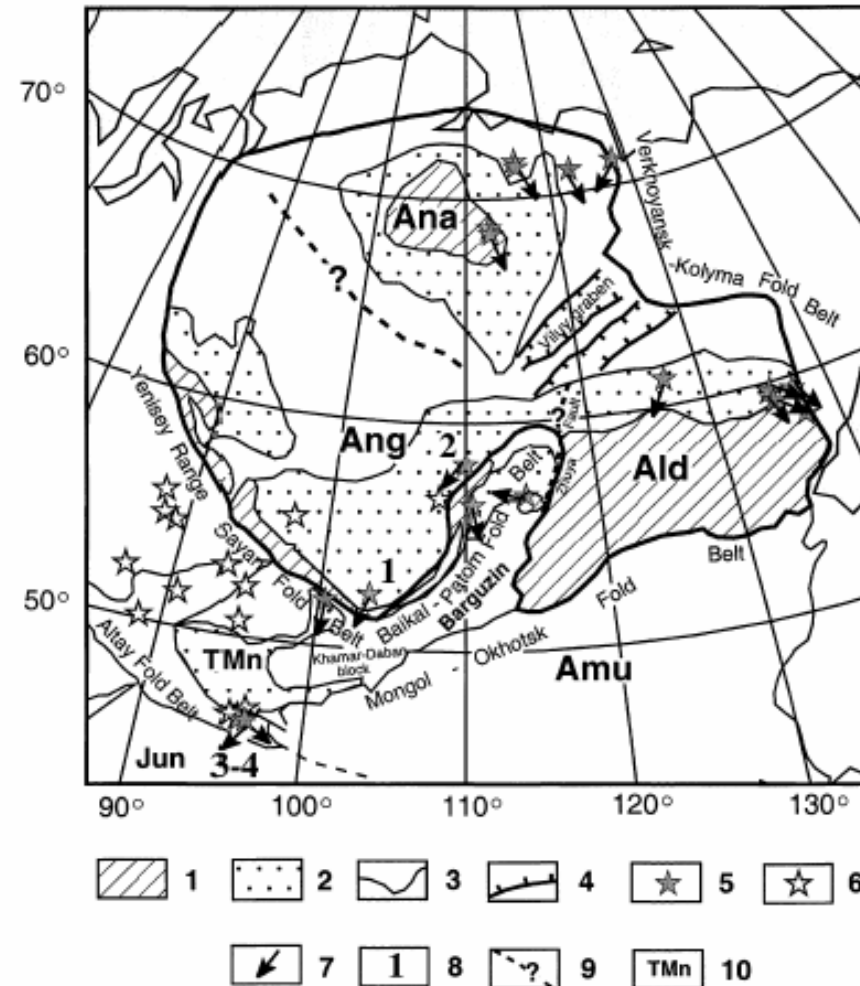 70°
60°
50°
90°
100°
110°
120°
130°
Verkhoyansk
-Kolyma Fold Belt
Ana
?
Vilyuy graben
Yenisey Range
Ang
2
?
Fault
Zhuya
Belt
Ald
Sayan Fold Belt
1
Baikal - Patom Fold
Barguzin
Fold Belt
Altay Fold Belt
TMn
Khamar-Daban
block
Mongol - Okhotsk
Amu
Jun
3-4
1
2
3
4
5
6
7
1 8
? 9
TMn 10